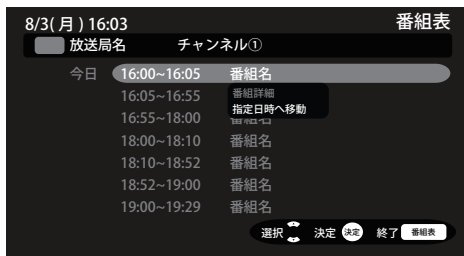 8/3(月) 16:03 番組表
放送局名 チャンネル①
今日 16:00~16:05 番組名
16:05~16:55 番組詳細
指定日時へ移動
16:55~18:00 番組名
18:00~18:10 番組名
18:10~18:52 番組名
18:52~19:00 番組名
19:00~19:29 番組名
選択 決定 決定 終了 番組表